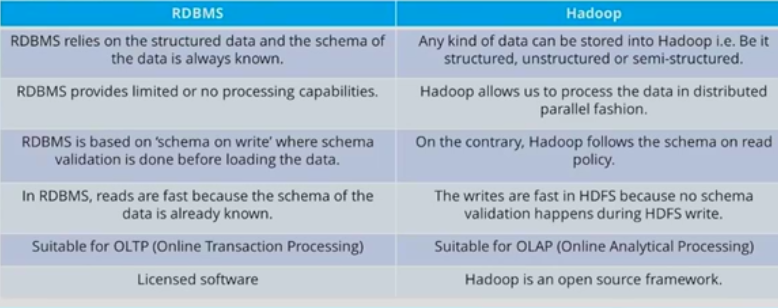 RDBMS
Hadoop
RDBMS relies on the structured data and the schema of
the data is always known.
Any kind of data can be stored into Hadoop i.e. Be it
structured, unstructured or semi-structured.
RDBMS provides limited or no processing capabilities.
Hadoop allows us to process the data in distributed
parallel fashion.
RDBMS is based on ‘schema on write’ where schema
validation is done before loading the data.
On the contrary, Hadoop follows the schema on read
policy.
In RDBMS, reads are fast because the schema of the
data is already known.
The writes are fast in HDFS because no schema
validation happens during HDFS write.
Suitable for OLTP (Online Transaction Processing)
Suitable for OLAP (Online Analytical Processing)
Licensed software
Hadoop is an open source framework.